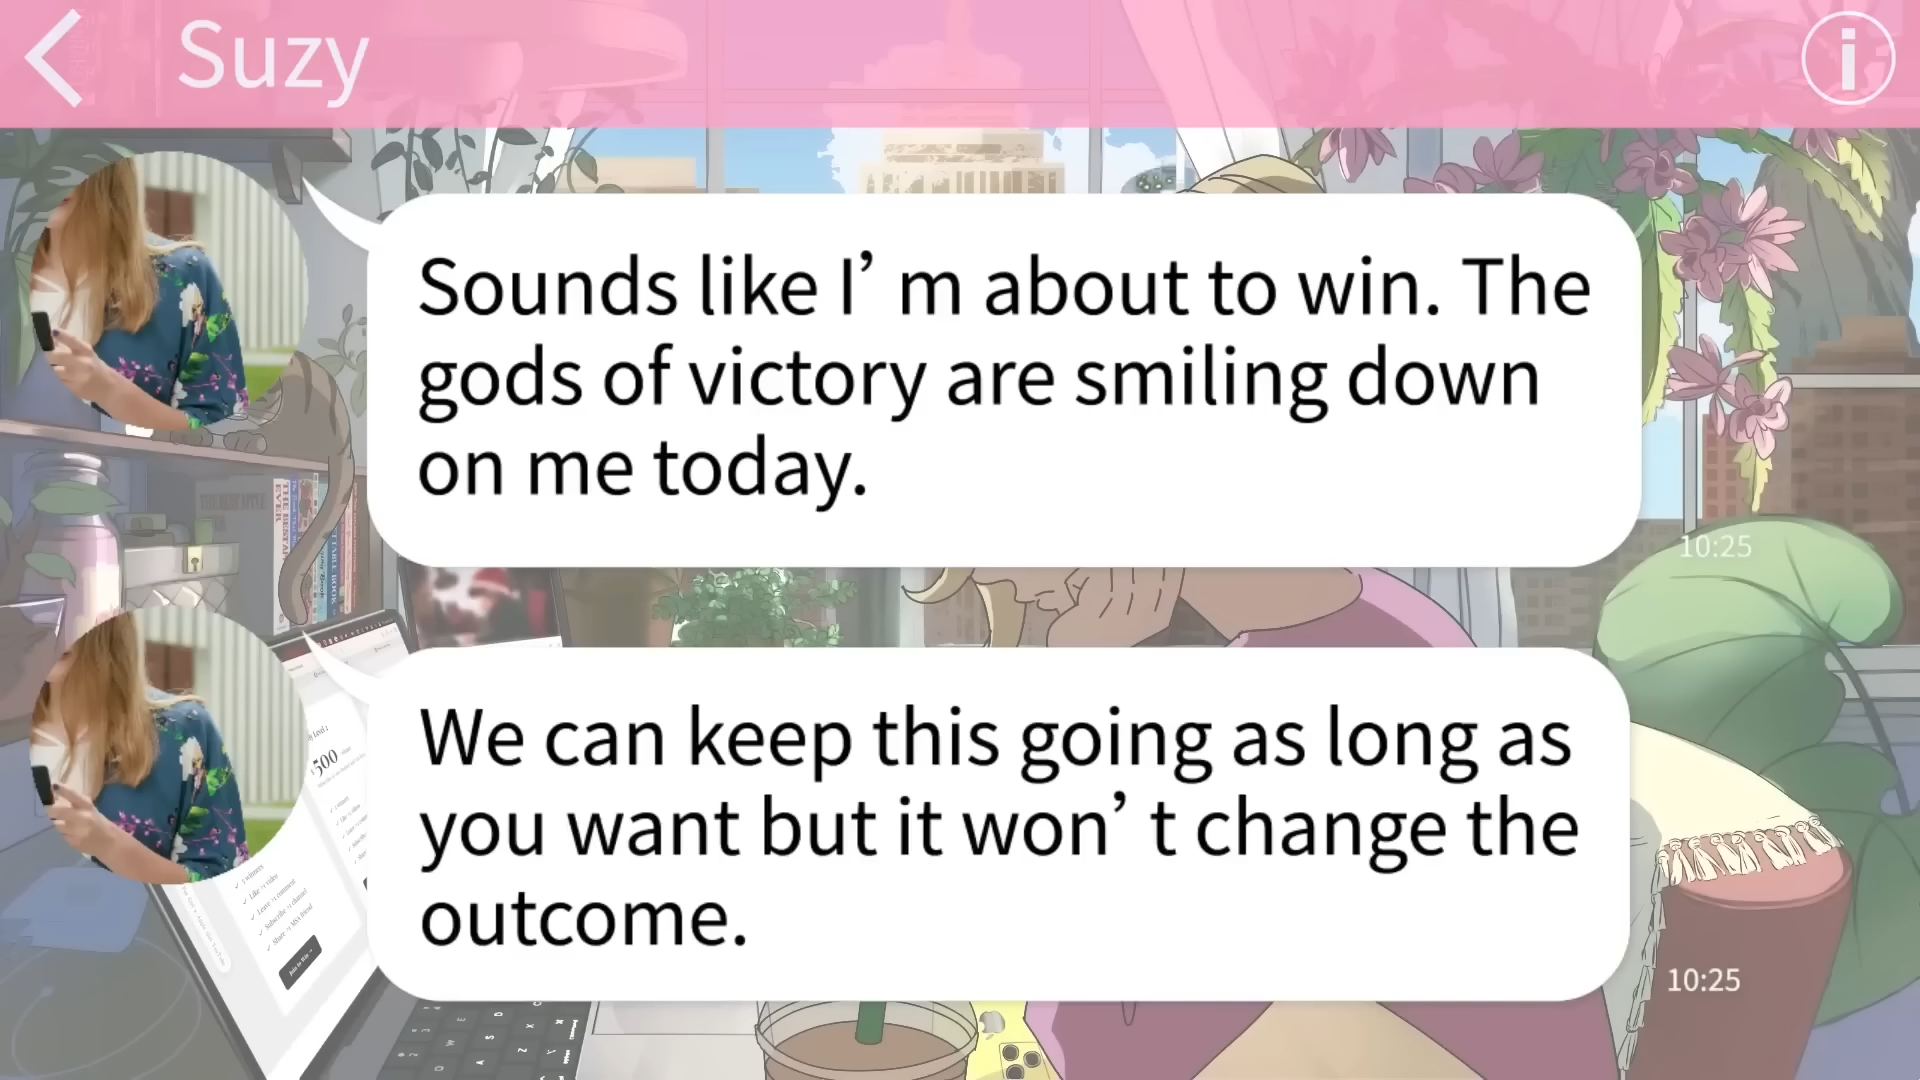 Suzy
Sounds like I’m about to win. The
gods of victory are smiling down
on me today.
10:25
We can keep this going as long as
you want but it won’t change the
outcome.
10:25
500